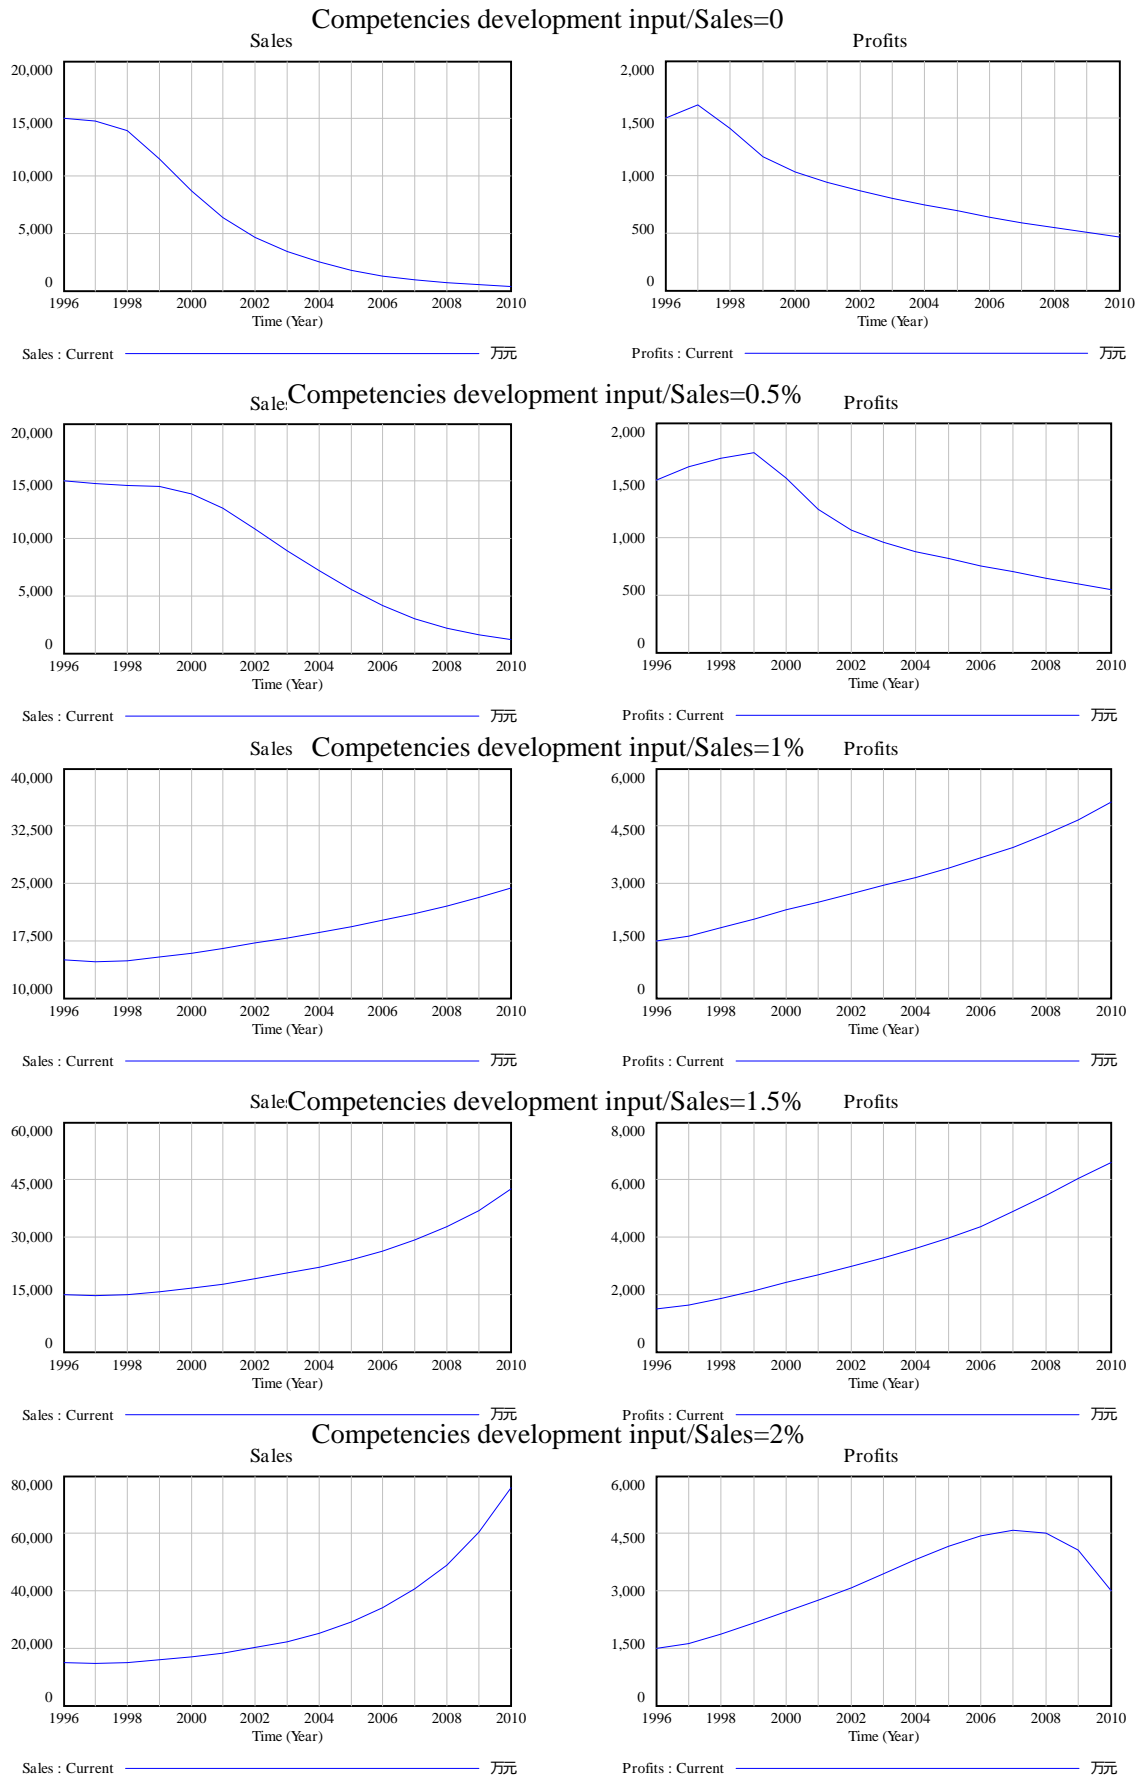 Competencies development input/Sales=0
Sales
Profits
20,000
15,000
10,000
5,000
0
1996 1998 2000 2002 2004 2006 2008 2010
Time (Year)
Sales : Current 万元
2,000
1,500
1,000
500
0
1996 1998 2000 2002 2004 2006 2008 2010
Time (Year)
Profits : Current 万元
Competencies development input/Sales=0.5%
Sales
Profits
20,000
15,000
10,000
5,000
0
1996 1998 2000 2002 2004 2006 2008 2010
Time (Year)
Sales : Current 万元
2,000
1,500
1,000
500
0
1996 1998 2000 2002 2004 2006 2008 2010
Time (Year)
Profits : Current 万元
Competencies development input/Sales=1%
Sales
Profits
40,000
32,500
25,000
17,500
10,000
1996 1998 2000 2002 2004 2006 2008 2010
Time (Year)
Sales : Current 万元
6,000
4,500
3,000
1,500
0
1996 1998 2000 2002 2004 2006 2008 2010
Time (Year)
Profits : Current 万元
Competencies development input/Sales=1.5%
Sales
Profits
60,000
45,000
30,000
15,000
0
1996 1998 2000 2002 2004 2006 2008 2010
Time (Year)
Sales : Current 万元
8,000
6,000
4,000
2,000
0
1996 1998 2000 2002 2004 2006 2008 2010
Time (Year)
Profits : Current 万元
Competencies development input/Sales=2%
Sales
Profits
80,000
60,000
40,000
20,000
0
1996 1998 2000 2002 2004 2006 2008 2010
Time (Year)
Sales : Current 万元
6,000
4,500
3,000
1,500
0
1996 1998 2000 2002 2004 2006 2008 2010
Time (Year)
Profits : Current 万元